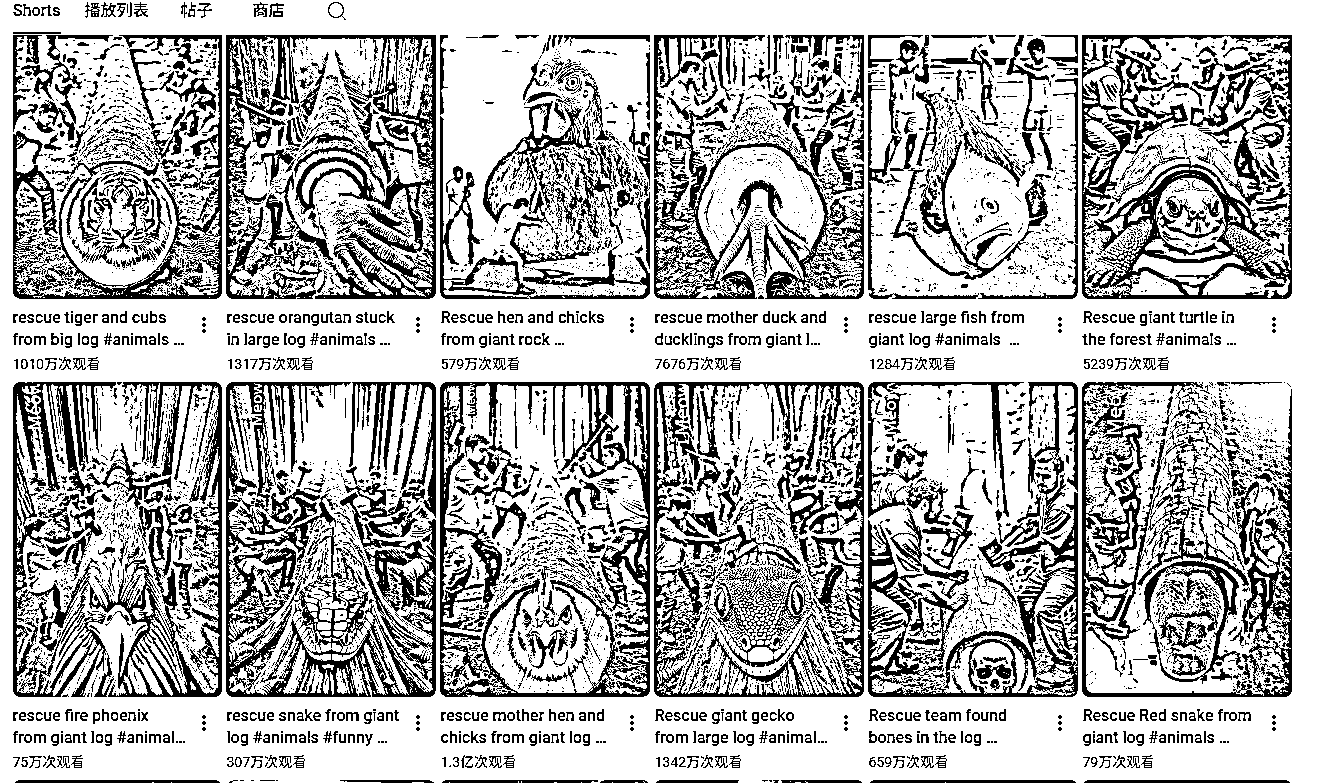 Shorts 播放列表 帖子 商店
rescue tiger and cubs
from big log #animals ...
1010万次观看
rescue orangutan stuck
in large log #animals ...
1317万次观看
Rescue hen and chicks
from giant rock ...
579万次观看
rescue mother duck and
ducklings from giant l...
7676万次观看
rescue large fish from
giant log #animals ...
1284万次观看
Rescue giant turtle in
the forest #animals ...
5239万次观看
Meow
Meow
Meow
Meow
rescue fire phoenix
from giant log #animal...
75万次观看
rescue snake from giant
log #animals #funny ...
307万次观看
rescue mother hen and
chicks from giant log ...
1.3亿次观看
Rescue giant gecko
from large log #animal...
1342万次观看
Rescue team found
bones in the log ...
659万次观看
Rescue Red snake from
giant log #animals ...
79万次观看